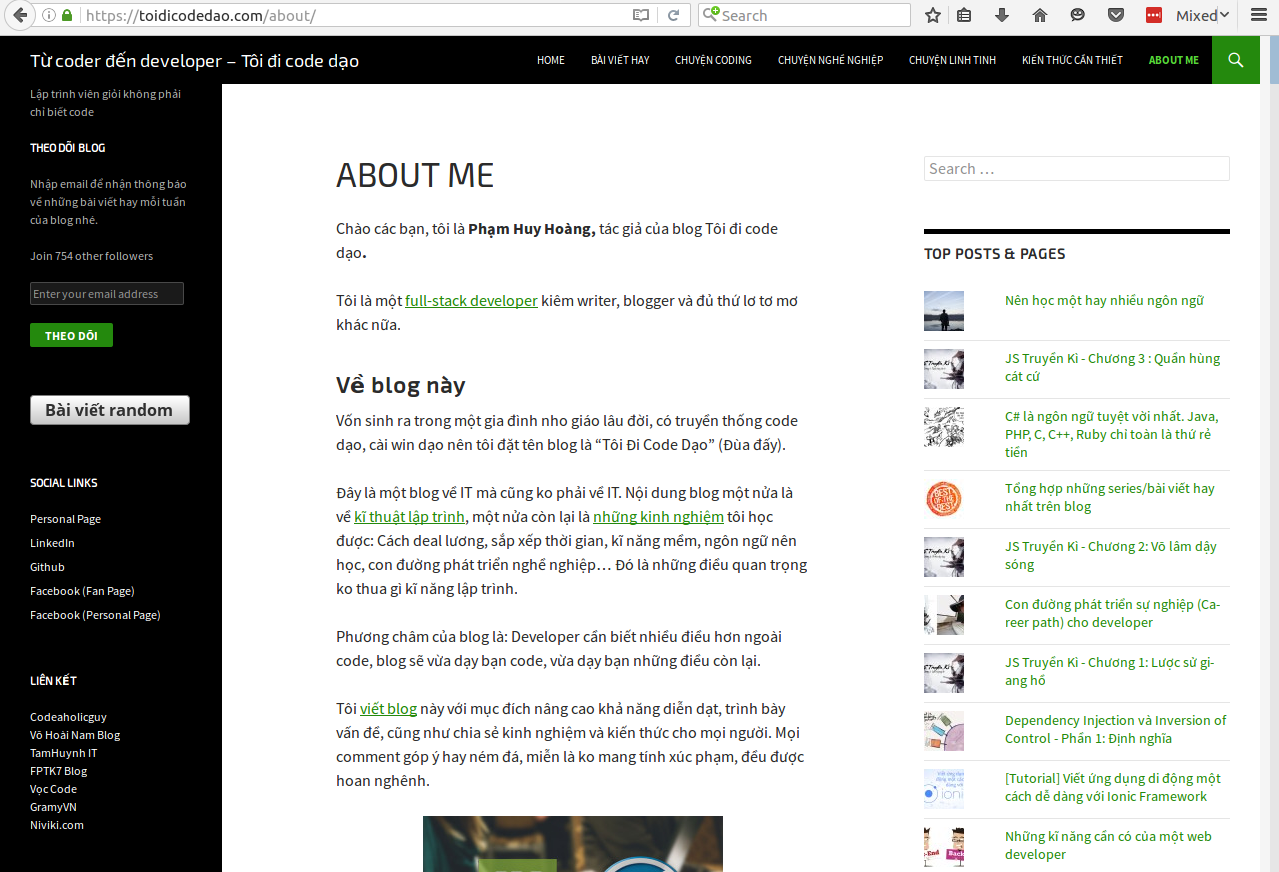 https://toidicodedao.com/about/
Search
Mixed
Từ coder đến developer – Tôi đi code dạo
HOME
BÀI VIẾT HAY
CHUYỆN CODING
CHUYỆN NGHỀ NGHIỆP
CHUYỆN LINH TINH
KIẾN THỨC CẦN THIẾT
ABOUT ME
Lập trình viên giỏi không phải
chỉ biết code
THEO DÕI BLOG
Nhập email để nhận thông báo
về những bài viết hay mỗi tuần
của blog nhé.
Join 754 other followers
Enter your email address
THEO DÕI
Bài viết random
SOCIAL LINKS
Personal Page
LinkedIn
Github
Facebook (Fan Page)
Facebook (Personal Page)
LIÊN KẾT
Codeaholicguy
Võ Hoài Nam Blog
TamHuynh IT
FPTK7 Blog
Vọc Code
GramyVN
Niviki.com
ABOUT ME
Chào các bạn, tôi là Phạm Huy Hoàng, tác giả của blog Tôi đi code
dạo.
Tôi là một full-stack developer kiêm writer, blogger và đủ thứ lơ tơ mơ
khác nữa.
Về blog này
Vốn sinh ra trong một gia đình nho giáo lâu đời, có truyền thống code
dạo, cài win dạo nên tôi đặt tên blog là “Tôi Đi Code Dạo” (Đùa đấy).
Đây là một blog về IT mà cũng ko phải về IT. Nội dung blog một nửa là
về kĩ thuật lập trình, một nửa còn lại là những kinh nghiệm tôi học
được: Cách deal lương, sắp xếp thời gian, kĩ năng mềm, ngôn ngữ nên
học, con đường phát triển nghề nghiệp… Đó là những điều quan trọng
ko thua gì kĩ năng lập trình.
Phương châm của blog là: Developer cần biết nhiều điều hơn ngoài
code, blog sẽ vừa dạy bạn code, vừa dạy bạn những điều còn lại.
Tôi viết blog này với mục đích nâng cao khả năng diễn dạt, trình bày
vấn đề, cũng như chia sẻ kinh nghiệm và kiến thức cho mọi người. Mọi
comment góp ý hay ném đá, miễn là ko mang tính xúc phạm, đều được
hoan nghênh.
Search …
TOP POSTS & PAGES
Nên học một hay nhiều ngôn ngữ
JS Truyền Kì - Chương 3 : Quần hùng
cát cứ
C# là ngôn ngữ tuyệt vời nhất. Java,
PHP, C, C++, Ruby chỉ toàn là thứ rẻ
tiền
BEST OF
THE BEST
Tổng hợp những series/bài viết hay
nhất trên blog
JS Truyền Kì - Chương 2: Võ lâm dậy
sóng
Con đường phát triển sự nghiệp (Ca-
reer path) cho developer
JS Truyền Kì - Chương 1: Lược sử gi-
ang hồ
Dependency Injection và Inversion of
Control - Phần 1: Định nghĩa
[Tutorial] Viết ứng dụng di động một
cách dễ dàng với Ionic Framework
Những kĩ năng cần có của một web
developer